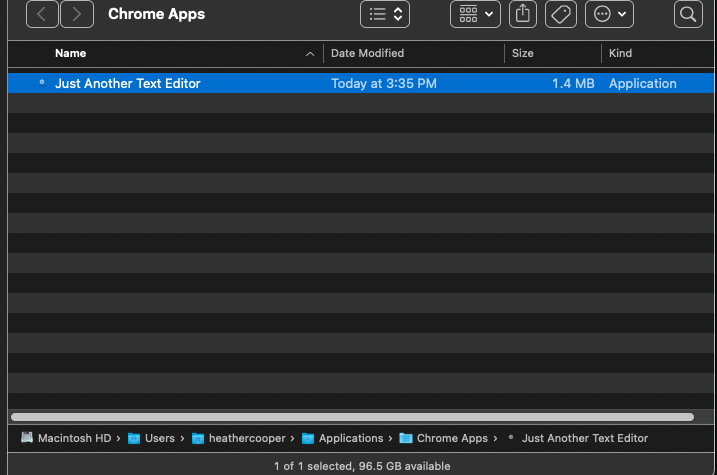 Chrome Apps
Name Date Modified Size Kind
Just Another Text Editor Today at 3:35 PM 1.4 MB Application
Macintosh HD › Users › heathercooper › Applications › Chrome Apps › Just Another Text Editor
1 of 1 selected, 96.5 GB available